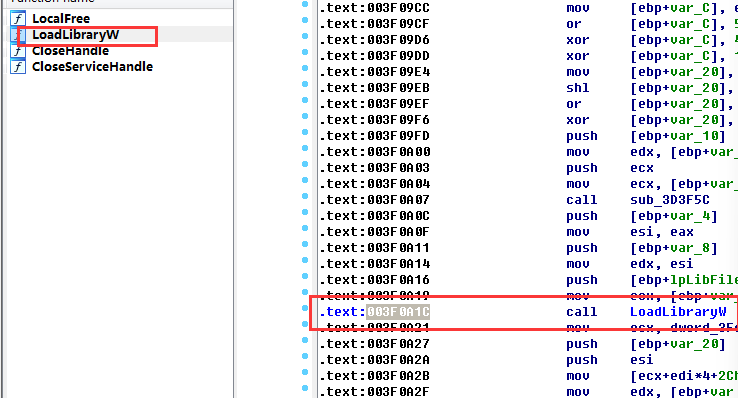 Function name
LocalFree
LoadLibraryW
CloseHandle
CloseServiceHandle
.text:003F09CC mov [ebp+var_C],
.text:003F09CF or [ebp+var_C],
.text:003F09D6 xor [ebp+var_C],
.text:003F09DD xor [ebp+var_C],
.text:003F09E4 mov [ebp+var_20],
.text:003F09EB shl [ebp+var_20],
.text:003F09EF or [ebp+var_20],
.text:003F09F6 xor [ebp+var_20],
.text:003F09FD push [ebp+var_10]
.text:003F0A00 mov edx, [ebp+var_
.text:003F0A03 push ecx
.text:003F0A04 mov ecx, [ebp+var_
.text:003F0A07 call sub_3D3F5C
.text:003F0A0C push [ebp+var_4]
.text:003F0A0F mov esi, eax
.text:003F0A11 push [ebp+var_8]
.text:003F0A14 mov edx, esi
.text:003F0A16 push [ebp+lpLibFile
.text:003F0A19 mov ecx, [ebp+var_
.text:003F0A1C call LoadLibraryW
.text:003F0A21 mov ecx,
.text:003F0A27 push [ebp+var_20]
.text:003F0A2A push esi
.text:003F0A2B mov [ecx+edi*4+2Ch
.text:003F0A2F mov edx, [ebp+var_